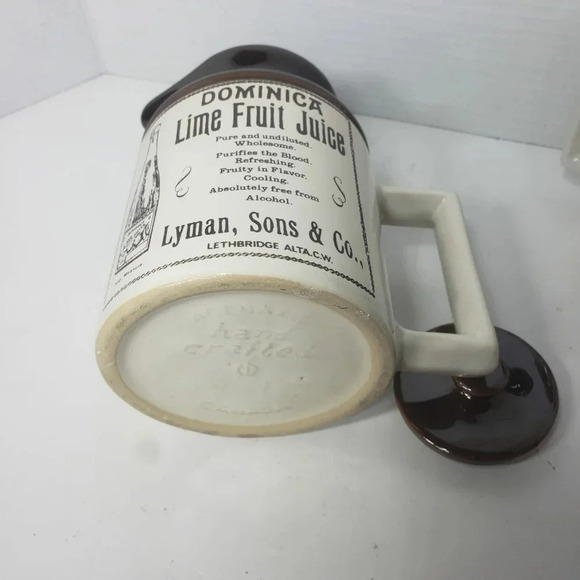 DOMINICA
Lime Fruit Juice
Pure and undiluted.
Wholesome.
Purifies the Blood.
Refreshing.
Fruity in Flavor.
Cooling.
Absolutely free from
Alcohol.
Lyman, Sons & Co.,
LETHBRIDGE ALTA. C.W.
hand
crafted